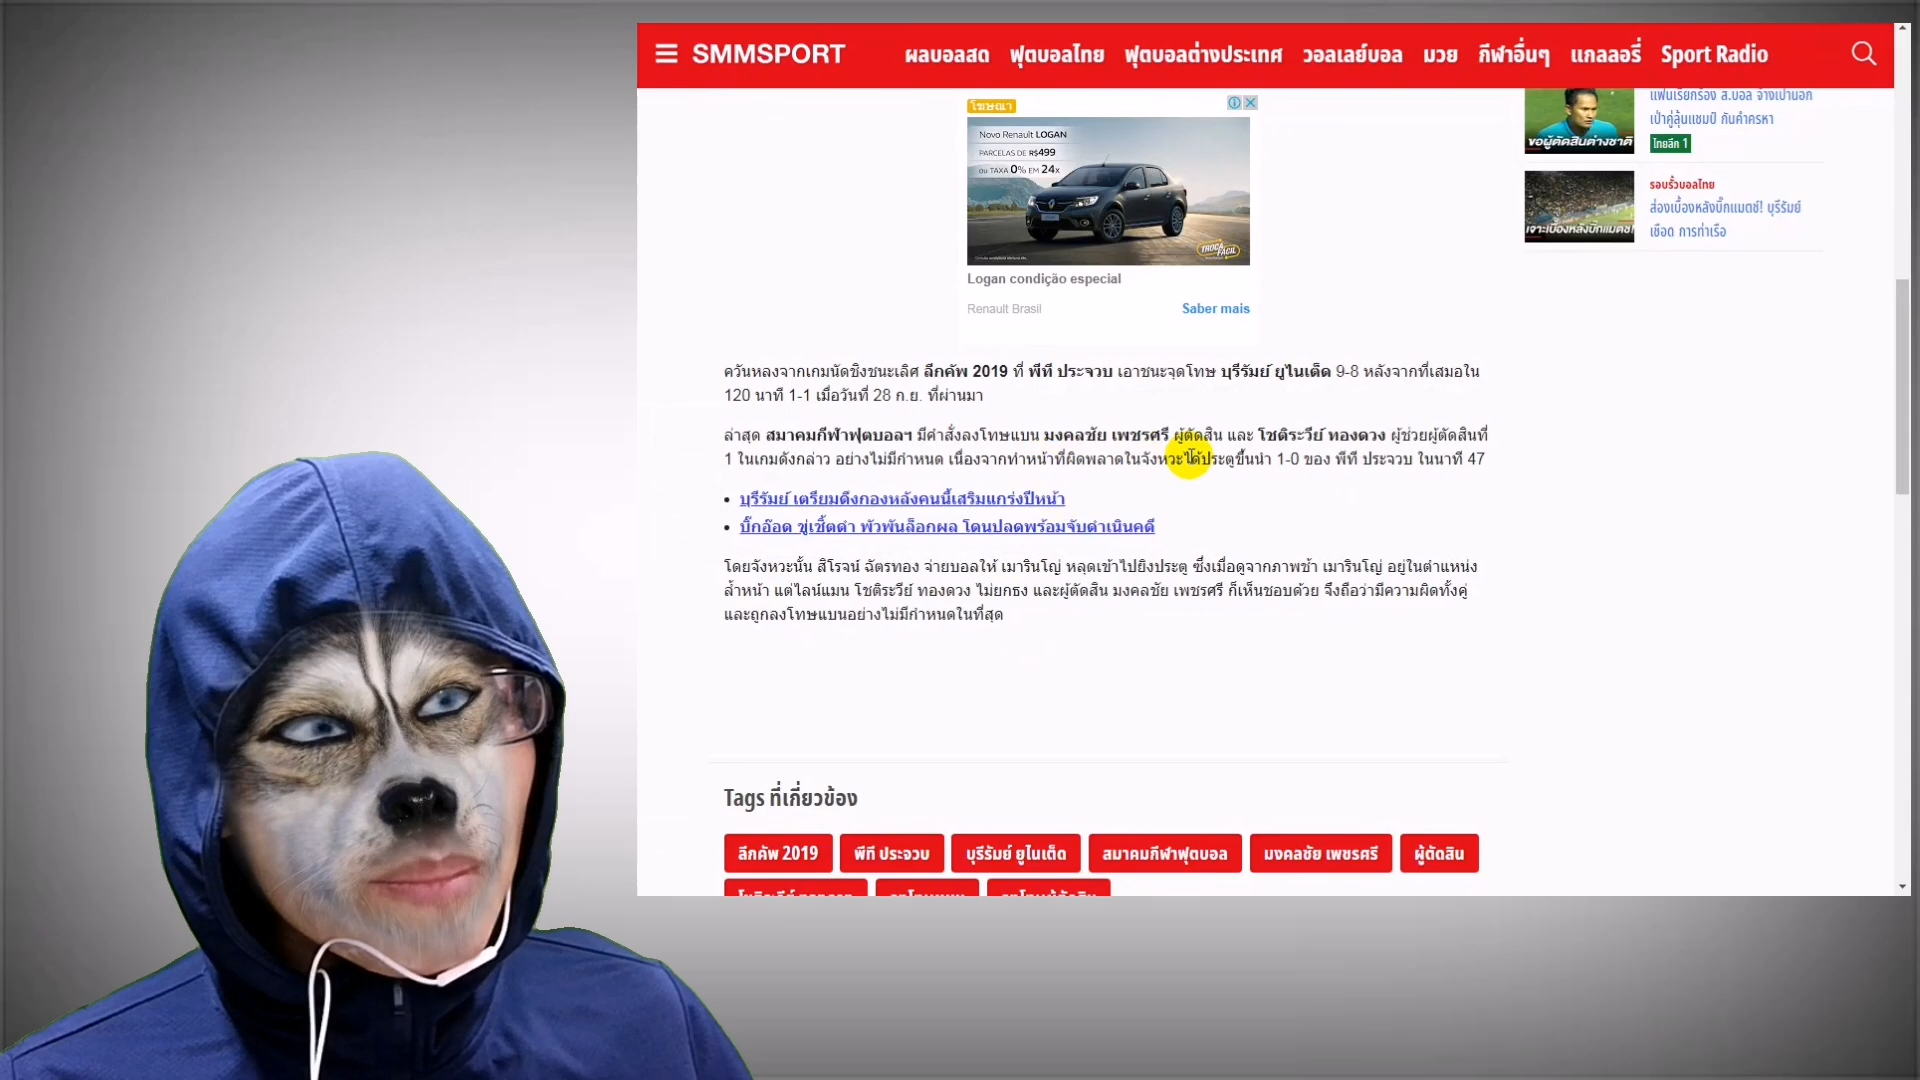 SMMSPORT ผลบอลสด ฟุตบอลไทย ฟุตบอลต่างประเทศ วอลเลย์บอล มวย กีฬาอื่นๆ แกลลอรี่ Sport Radio
โฆษณา
Novo Renault LOGAN
PARCELAS DE R$499
ou TAXA 0% EM 24x
TROCA FÁCIL
Logan condição especial
Renault Brasil Saber mais
แฟนเรียกร้อง ส.บอล จ้างเปานอก
เป่าคู่ลุ้นแชมป์ กันคำครหา
ไทยลีก 1
ขอผู้ตัดสินต่างชาติ
รอบรั้วบอลไทย
ส่องเบื้องหลังบิ๊กแมตช์! บุรีรัมย์
เชือด การท่าเรือ
เจาะเบื้องหลังบิ๊กแมตช์!
ควันหลงจากเกมนัดชิงชนะเลิศ ลีกคัพ 2019 ที่ พีที ประจวบ เอาชนะจุดโทษ บุรีรัมย์ ยูไนเต็ด 9-8 หลังจากที่เสมอใน
120 นาที 1-1 เมื่อวันที่ 28 ก.ย. ที่ผ่านมา
ล่าสุด สมาคมกีฬาฟุตบอลฯ มีคำสั่งลงโทษแบน มงคลชัย เพชรศรี ผู้ตัดสิน และ โชติระวีย์ ทองดวง ผู้ช่วยผู้ตัดสินที่
1 ในเกมดังกล่าว อย่างไม่มีกำหนด เนื่องจากทำหน้าที่ผิดพลาดในจังหวะได้ประตูขึ้นนำ 1-0 ของ พีที ประจวบ ในนาที 47
• บุรีรัมย์ เตรียมดึงกองหลังคนนี้เสริมแกร่งปีหน้า
• บิ๊กอ๊อด ขู่เชิ้ตดำ พัวพันล็อกผล โดนปลดพร้อมจับดำเนินคดี
โดยจังหวะนั้น สิโรจน์ ฉัตรทอง จ่ายบอลให้ เมารินโญ่ หลุดเข้าไปยิงประตู ซึ่งเมื่อดูจากภาพช้า เมารินโญ่ อยู่ในตำแหน่ง
ล้ำหน้า แต่ไลน์แมน โชติระวีย์ ทองดวง ไม่ยกธง และผู้ตัดสิน มงคลชัย เพชรศรี ก็เห็นชอบด้วย จึงถือว่ามีความผิดทั้งคู่
และถูกลงโทษแบนอย่างไม่มีกำหนดในที่สุด
Tags ที่เกี่ยวข้อง
ลีกคัพ 2019 พีที ประจวบ บุรีรัมย์ ยูไนเต็ด สมาคมกีฬาฟุตบอล มงคลชัย เพชรศรี ผู้ตัดสิน